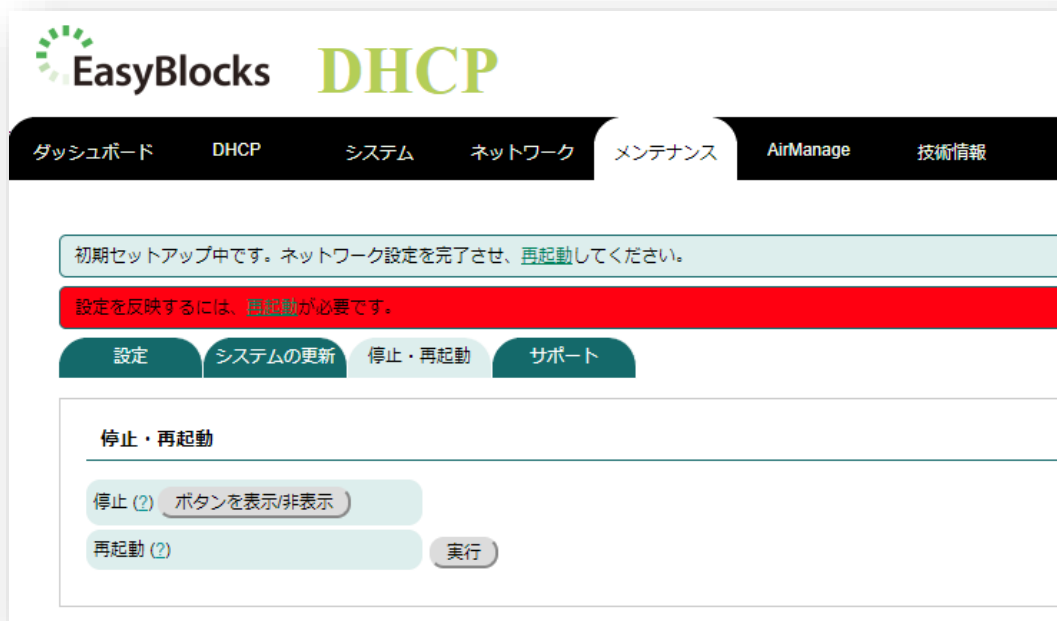 EasyBlocks DHCP
ダッシュボード DHCP システム ネットワーク メンテナンス AirManage 技術情報
初期セットアップ中です。ネットワーク設定を完了させ、再起動してください。
設定を反映するには、再起動が必要です。
設定 システムの更新 停止・再起動 サポート
停止・再起動
停止 (?) ボタンを表示/非表示
再起動 (?) 実行